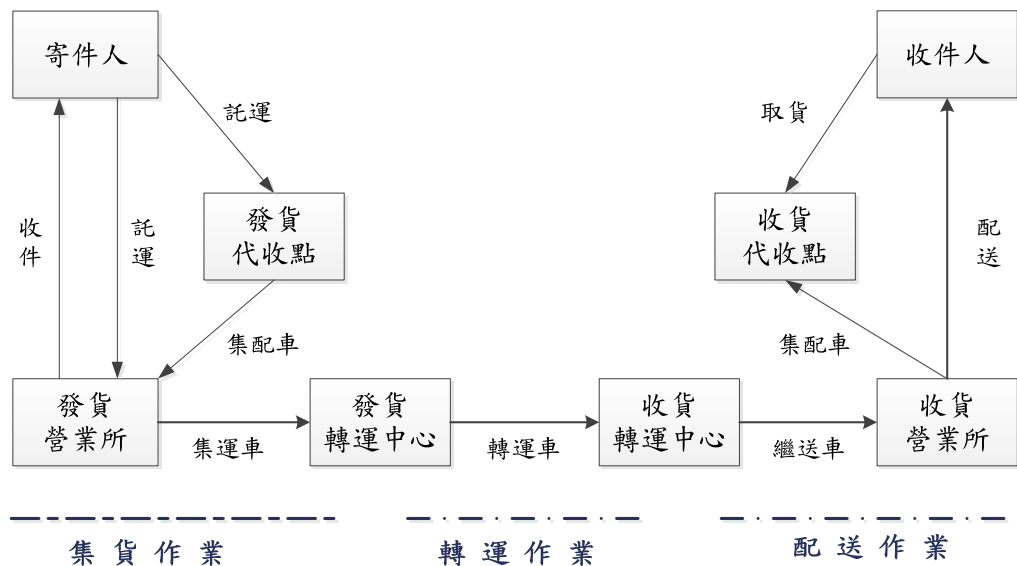 寄件人
收件人
託運
取貨
收件
託運
發貨
代收點
收貨
代收點
配送
集配車
集配車
發貨
營業所
集運車
發貨
轉運中心
轉運車
收貨
轉運中心
繼送車
收貨
營業所
集貨作業
轉運作業
配送作業